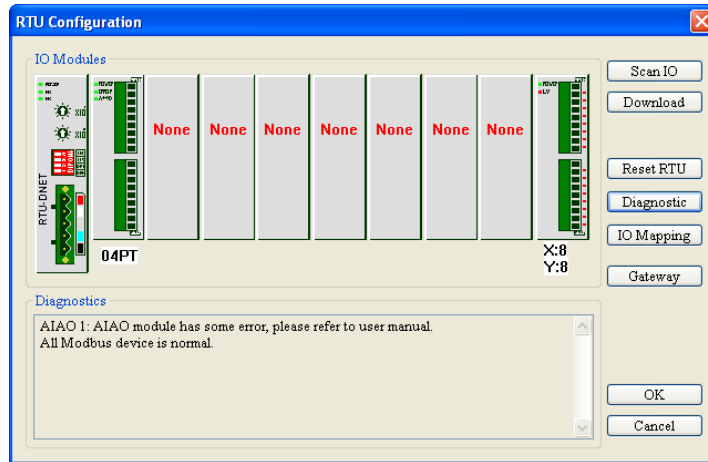 RTU Configuration
IO Modules
Scan IO
Download
Reset RTU
Diagnostic
IO Mapping
Gateway
OK
Cancel
RTU-DNET
None None None None None None None
04PT
X:8
Y:8
Diagnostics
AIAO 1: AIAO module has some error, please refer to user manual.
All Modbus device is normal.